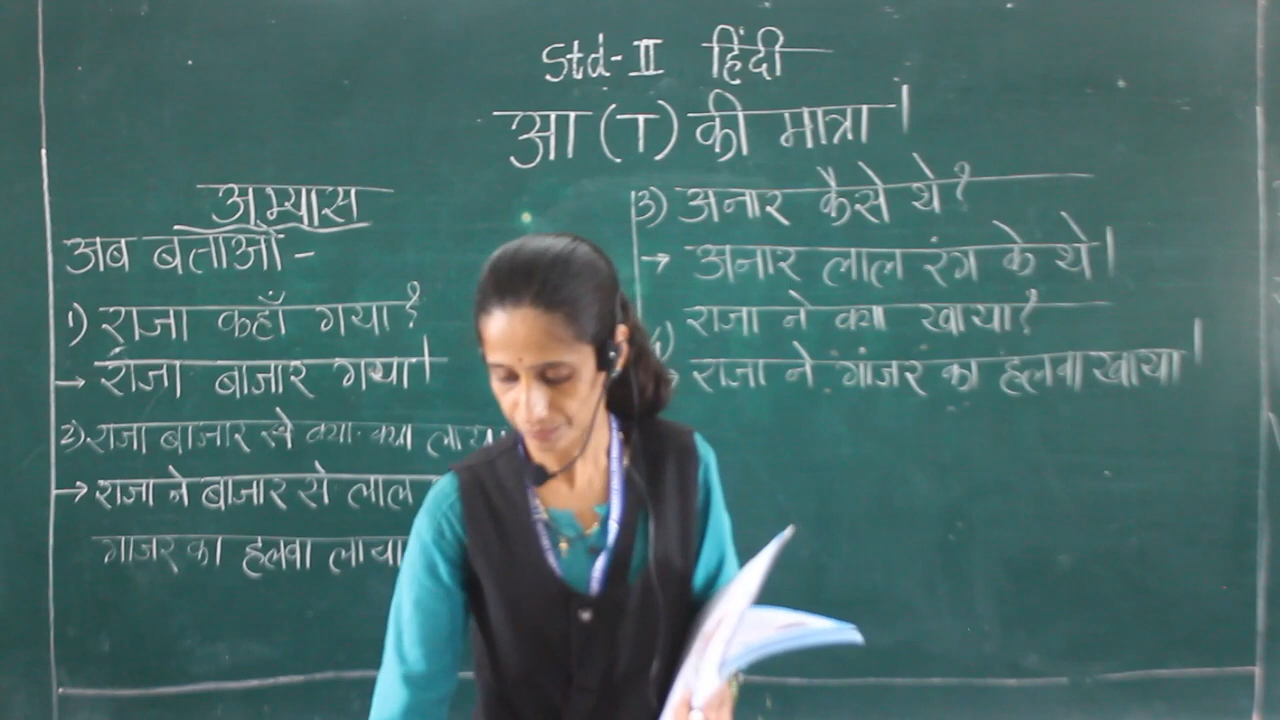 Std-II हिंदी
आ (ा) की मात्रा।
अभ्यास
अब बताओ -
1) राजा कहाँ गया?
→ राजा बाजार गया।
2) राजा बाजार से क्या-क्या
→ राजा ने बाजार से लाल
गाजर का हलवा लाया
3) अनार कैसे थे?
→ अनार लाल रंग के थे।
राजा ने क्या खाया?
राजा ने गाजर का हलवा खाया।